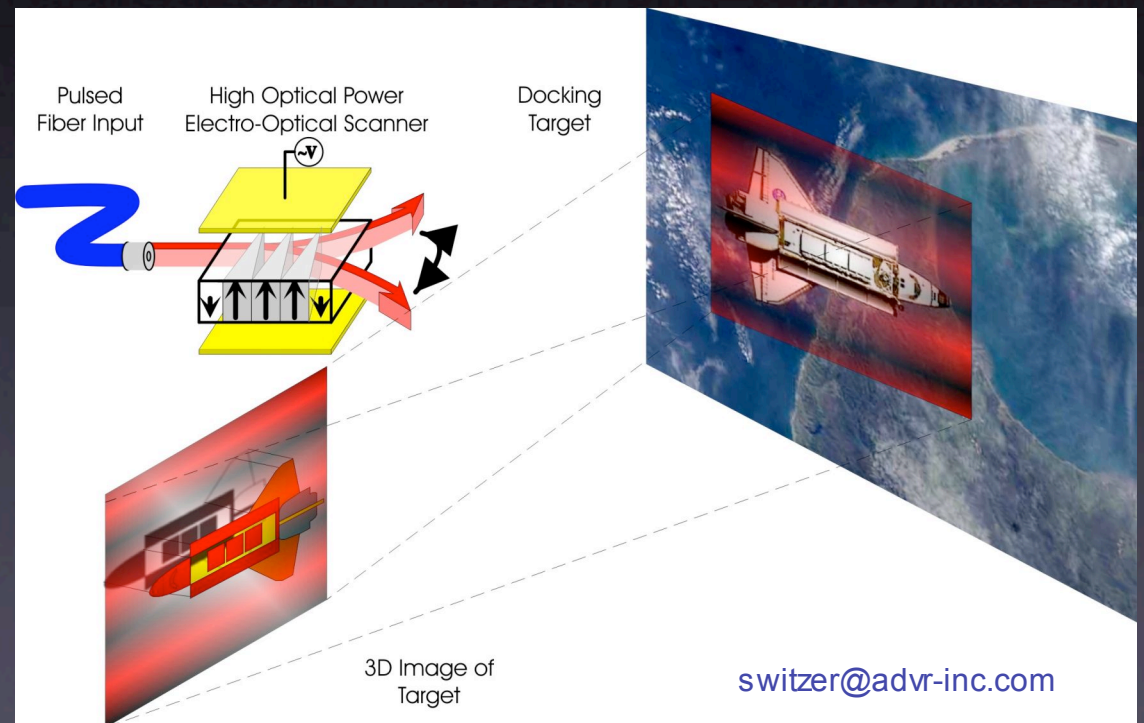 Pulsed
Fiber Input
High Optical Power
Electro-Optical Scanner
~V
Docking
Target
3D Image of
Target
switzer@advr-inc.com